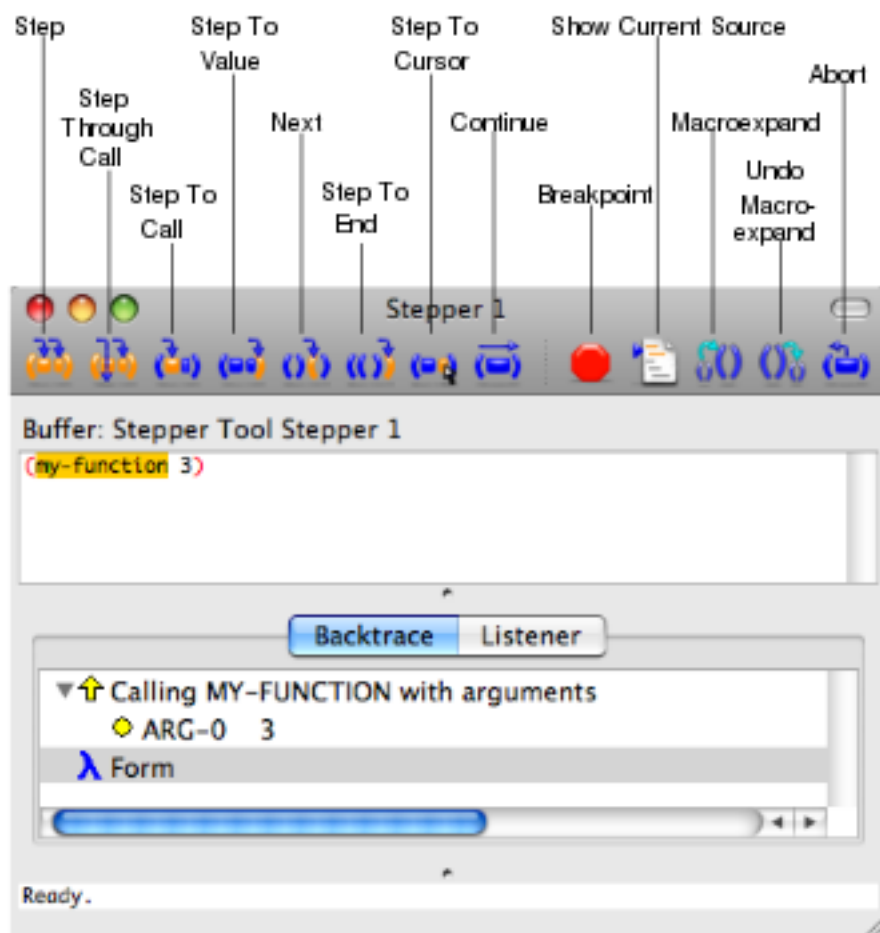 Step
Step To
Value
Step To
Cursor
Show Current Source
Abort
Step
Through
Call
Next
Continue
Macroexpand
Step To
Call
Step To
End
Breakpoint
Undo
Macro-
expand
Stepper 1
Buffer: Stepper Tool Stepper 1
(my-function 3)
Backtrace Listener
Calling MY-FUNCTION with arguments
ARG-0 3
λ Form
Ready.